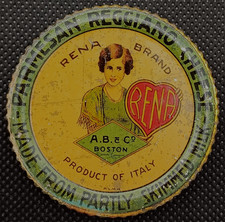 PARMESAN REGGIANO CHEESE
RENA BRAND
RENA
A.B. & Co
BOSTON
PRODUCT OF ITALY
MADE FROM PARTLY SKIMMED MILK